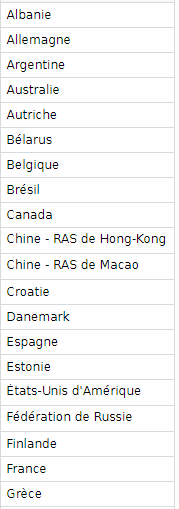 Albanie
Allemagne
Argentine
Australie
Autriche
Bélarus
Belgique
Brésil
Canada
Chine - RAS de Hong-Kong
Chine - RAS de Macao
Croatie
Danemark
Espagne
Estonie
États-Unis d'Amérique
Fédération de Russie
Finlande
France
Grèce